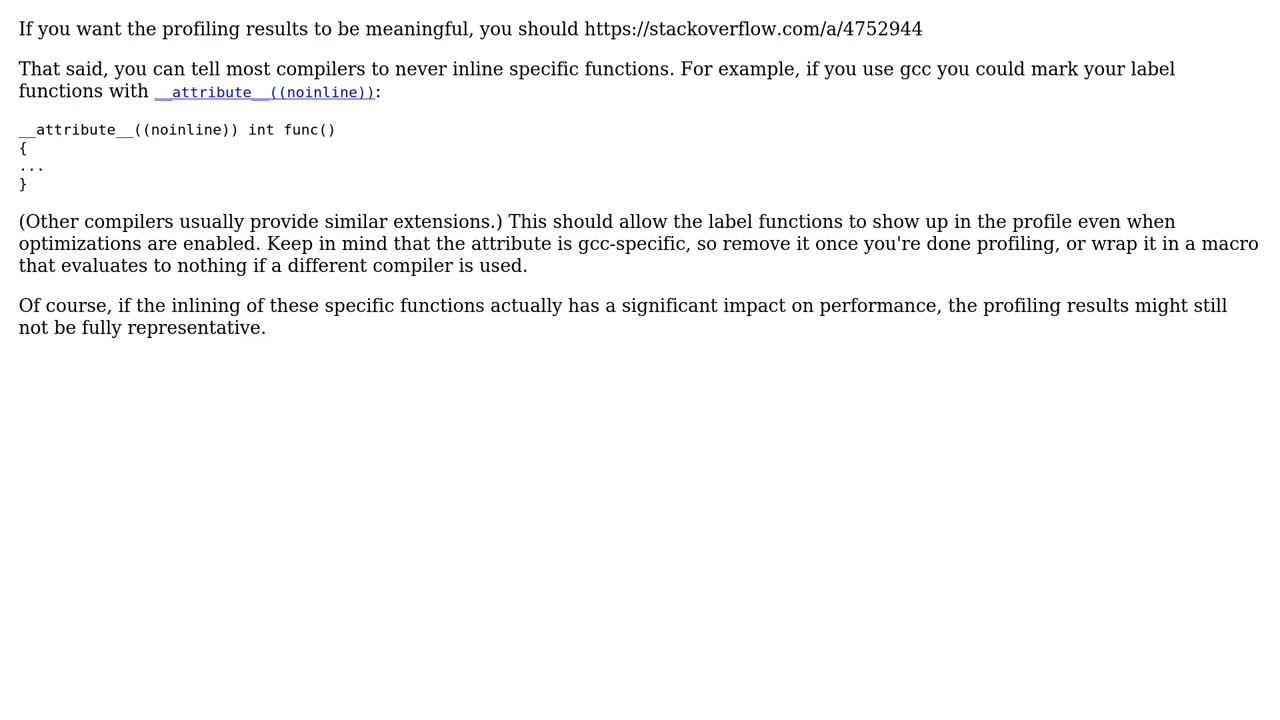 If you want the profiling results to be meaningful, you should https://stackoverflow.com/a/4752944
That said, you can tell most compilers to never inline specific functions. For example, if you use gcc you could mark your label
functions with __attribute__((noinline)):
__attribute__((noinline)) int func()
{
...
}
(Other compilers usually provide similar extensions.) This should allow the label functions to show up in the profile even when
optimizations are enabled. Keep in mind that the attribute is gcc-specific, so remove it once you're done profiling, or wrap it in a macro
that evaluates to nothing if a different compiler is used.
Of course, if the inlining of these specific functions actually has a significant impact on performance, the profiling results might still
not be fully representative.